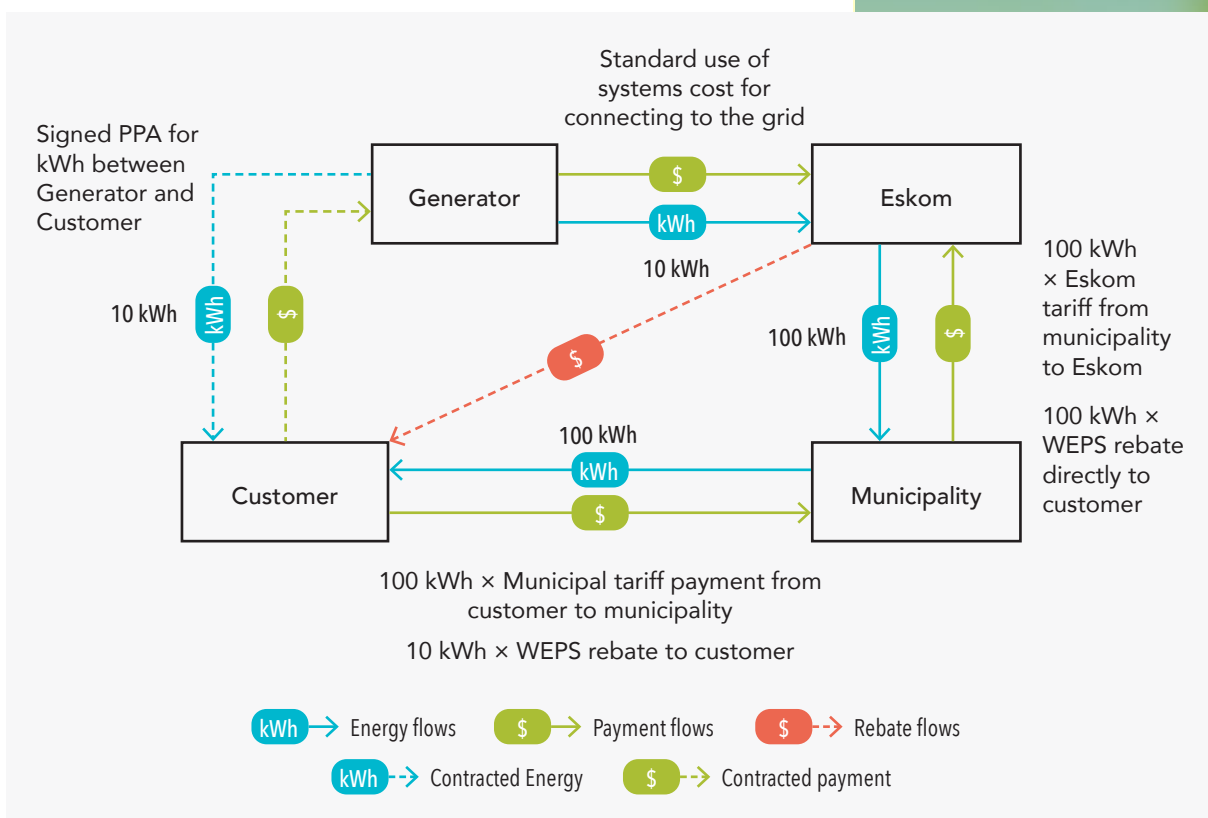 Standard use of
systems cost for
connecting to the grid
Signed PPA for
kWh between
Generator and
Customer
Generator
$
kWh
10 kWh
Eskom
10 kWh
kWh
$
$
100 kWh
kWh
$
100 kWh
× Eskom
tariff from
municipality
to Eskom
100 kWh ×
WEPS rebate
directly to
customer
Customer
100 kWh
kWh
$
Municipality
100 kWh × Municipal tariff payment from
customer to municipality
10 kWh × WEPS rebate to customer
kWh Energy flows
$ Payment flows
$ Rebate flows
kWh Contracted Energy
$ Contracted payment